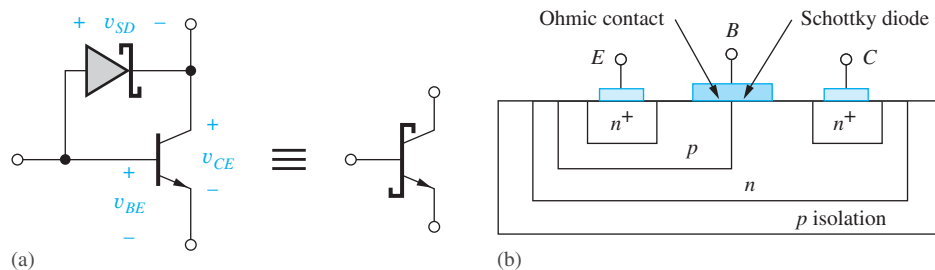 + v_SD −
+
v_CE
−
+
v_BE
−
(a)
Ohmic contact
Schottky diode
B
E
C
n⁺
n⁺
p
n
p isolation
(b)